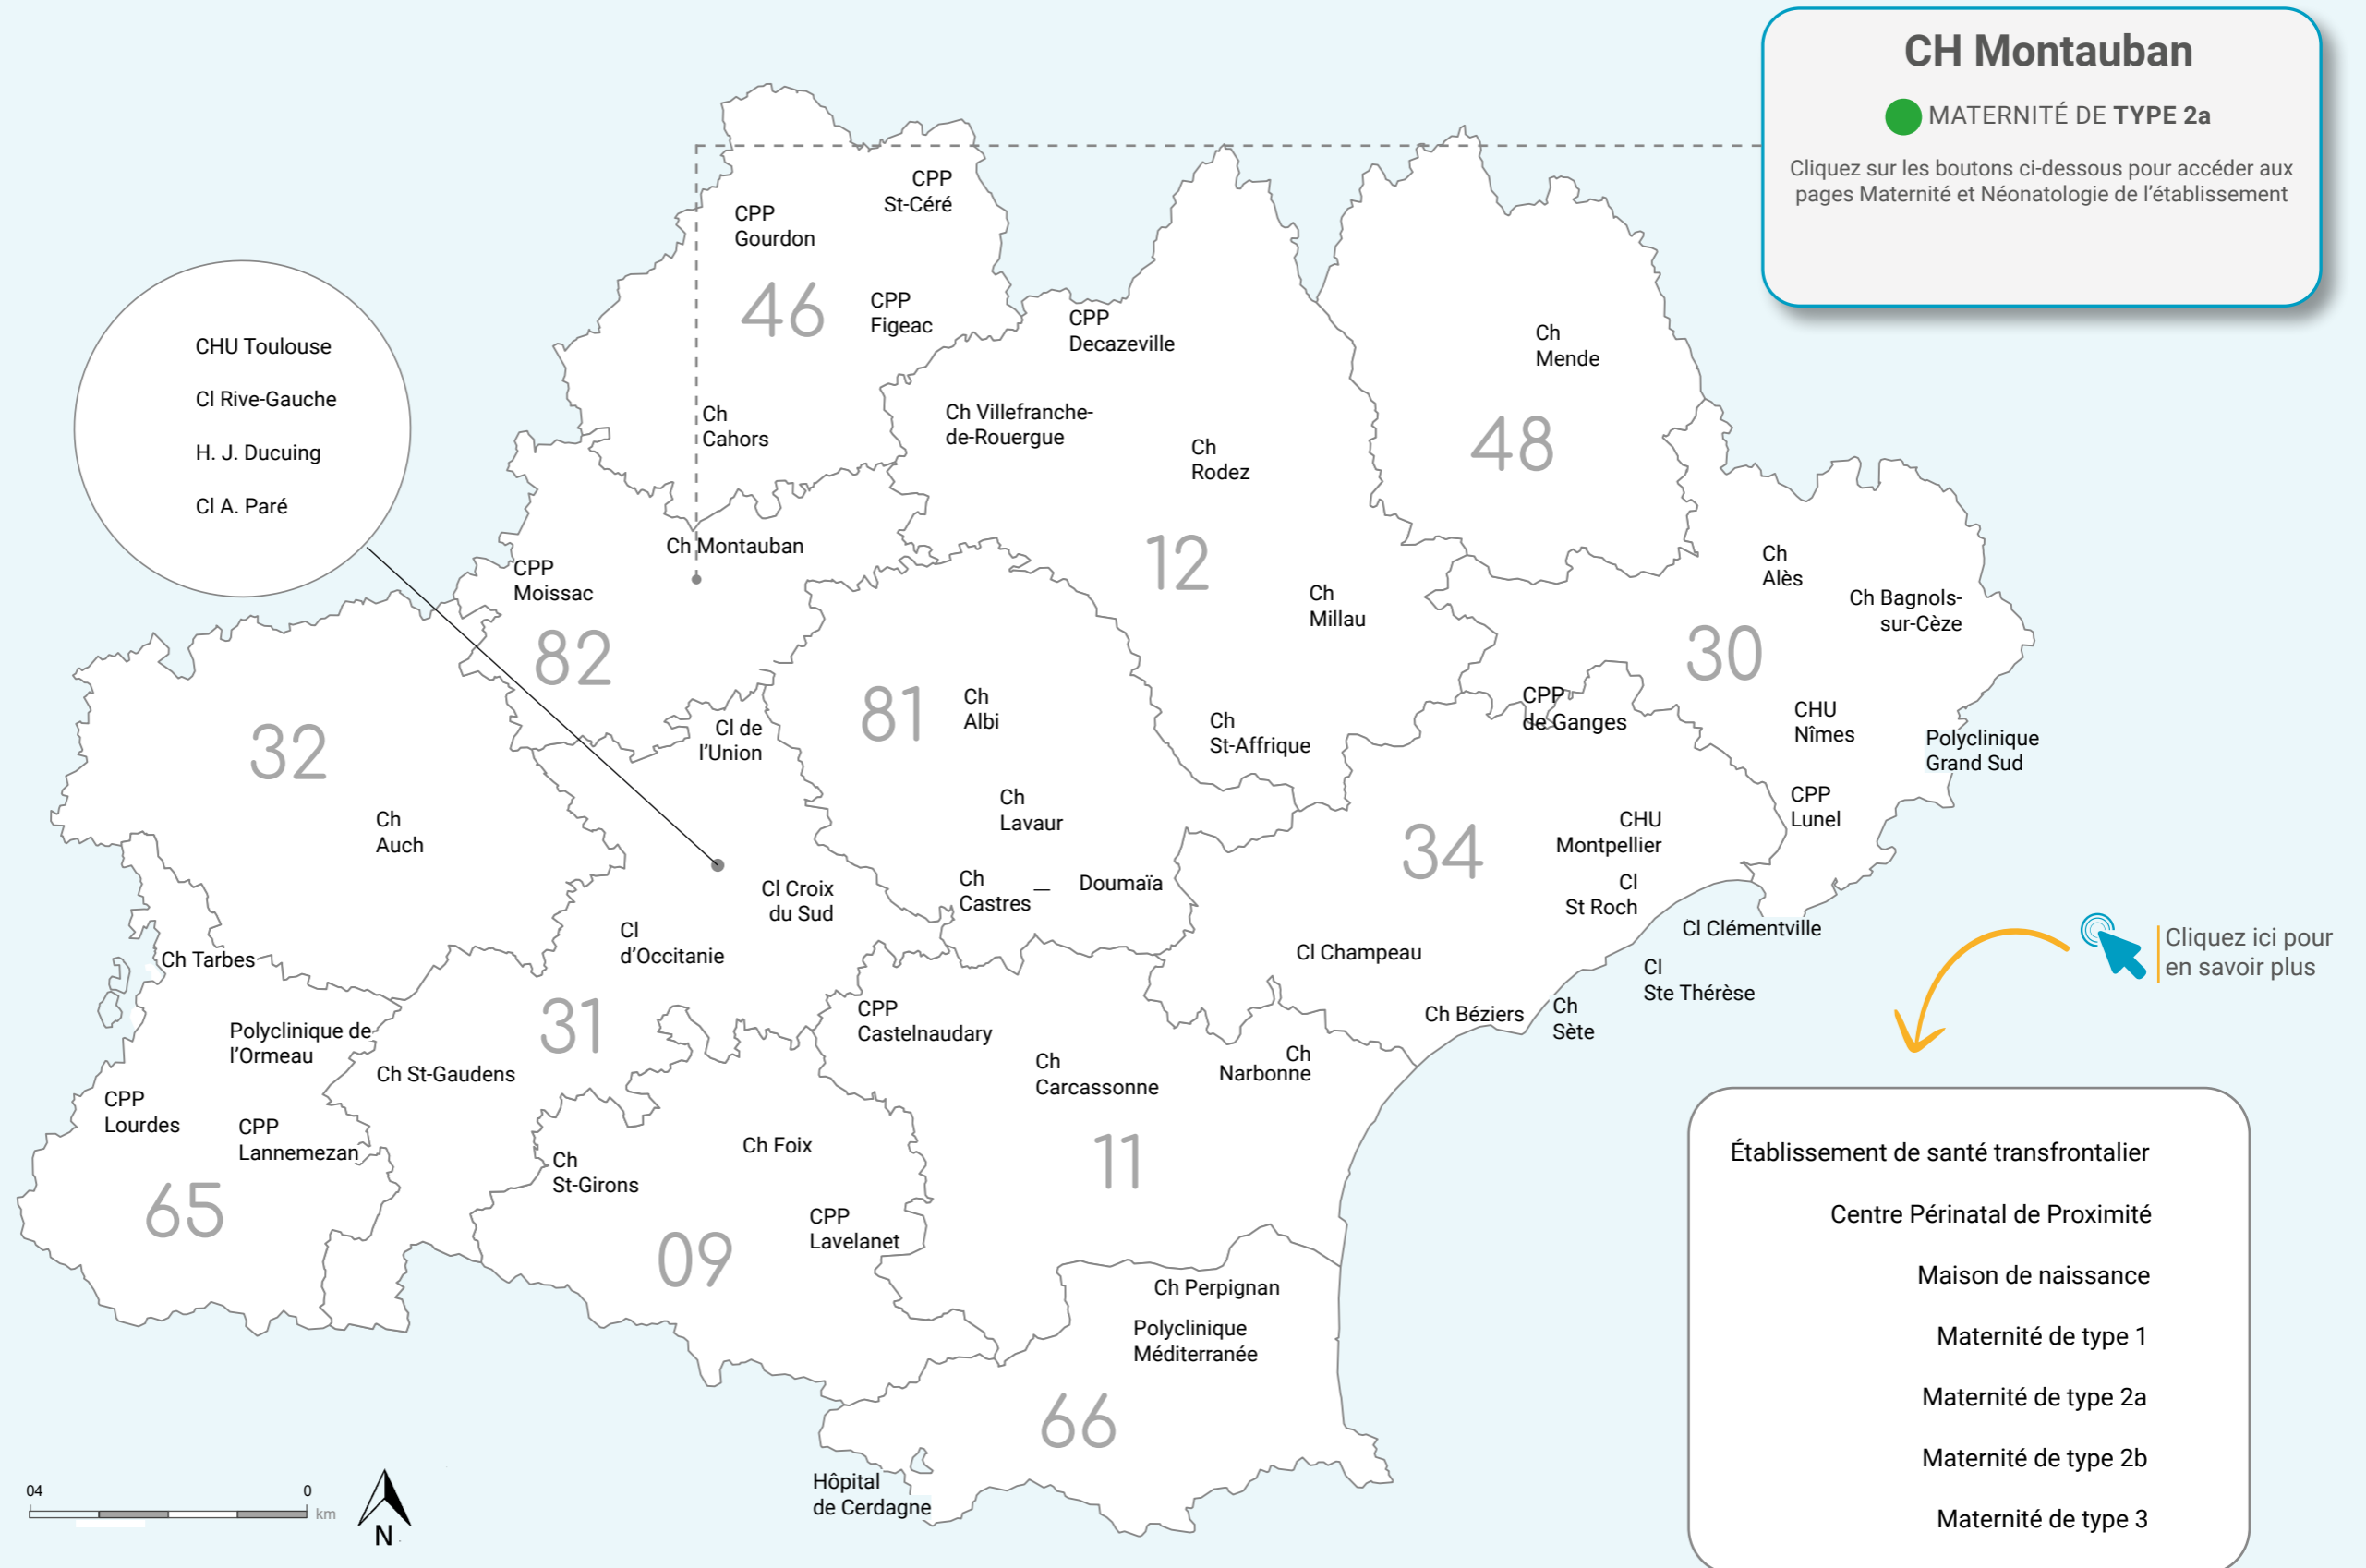 CH Montauban
MATERNITÉ DE TYPE 2a
Cliquez sur les boutons ci-dessous pour accéder aux
pages Maternité et Néonatologie de l'établissement
CHU Toulouse
Cl Rive-Gauche
H. J. Ducuing
Cl A. Paré
CPP
St-Céré
CPP
Gourdon
46
CPP
Figeac
Ch
Cahors
CPP
Decazeville
Ch Villefranche-
de-Rouergue
Ch
Rodez
12
Ch
Millau
Ch
St-Affrique
Ch
Mende
48
Ch Montauban
CPP
Moissac
82
Ch
Alès
Ch Bagnols-
sur-Cèze
30
CHU
Nîmes
Polyclinique
Grand Sud
CPP
Lunel
32
Ch
Auch
Cl de
l'Union
81
Ch
Albi
Ch
Lavaur
Ch
Castres
Doumaïa
CPP
de Ganges
34
CHU
Montpellier
Cl
St Roch
Cl Clémentville
Cl Champeau
Cl
Ste Thérèse
Ch Béziers
Ch
Sète
Cl Croix
du Sud
Cl
d'Occitanie
31
Ch St-Gaudens
Ch Tarbes
Polyclinique de
l'Ormeau
CPP
Lourdes
CPP
Lannemezan
65
CPP
Castelnaudary
Ch
Carcassonne
Ch
Narbonne
11
Ch
St-Girons
Ch Foix
CPP
Lavelanet
09
Ch Perpignan
Polyclinique
Méditerranée
66
Hôpital
de Cerdagne
Cliquez ici pour
en savoir plus
Établissement de santé transfrontalier
Centre Périnatal de Proximité
Maison de naissance
Maternité de type 1
Maternité de type 2a
Maternité de type 2b
Maternité de type 3
04 0
km
N